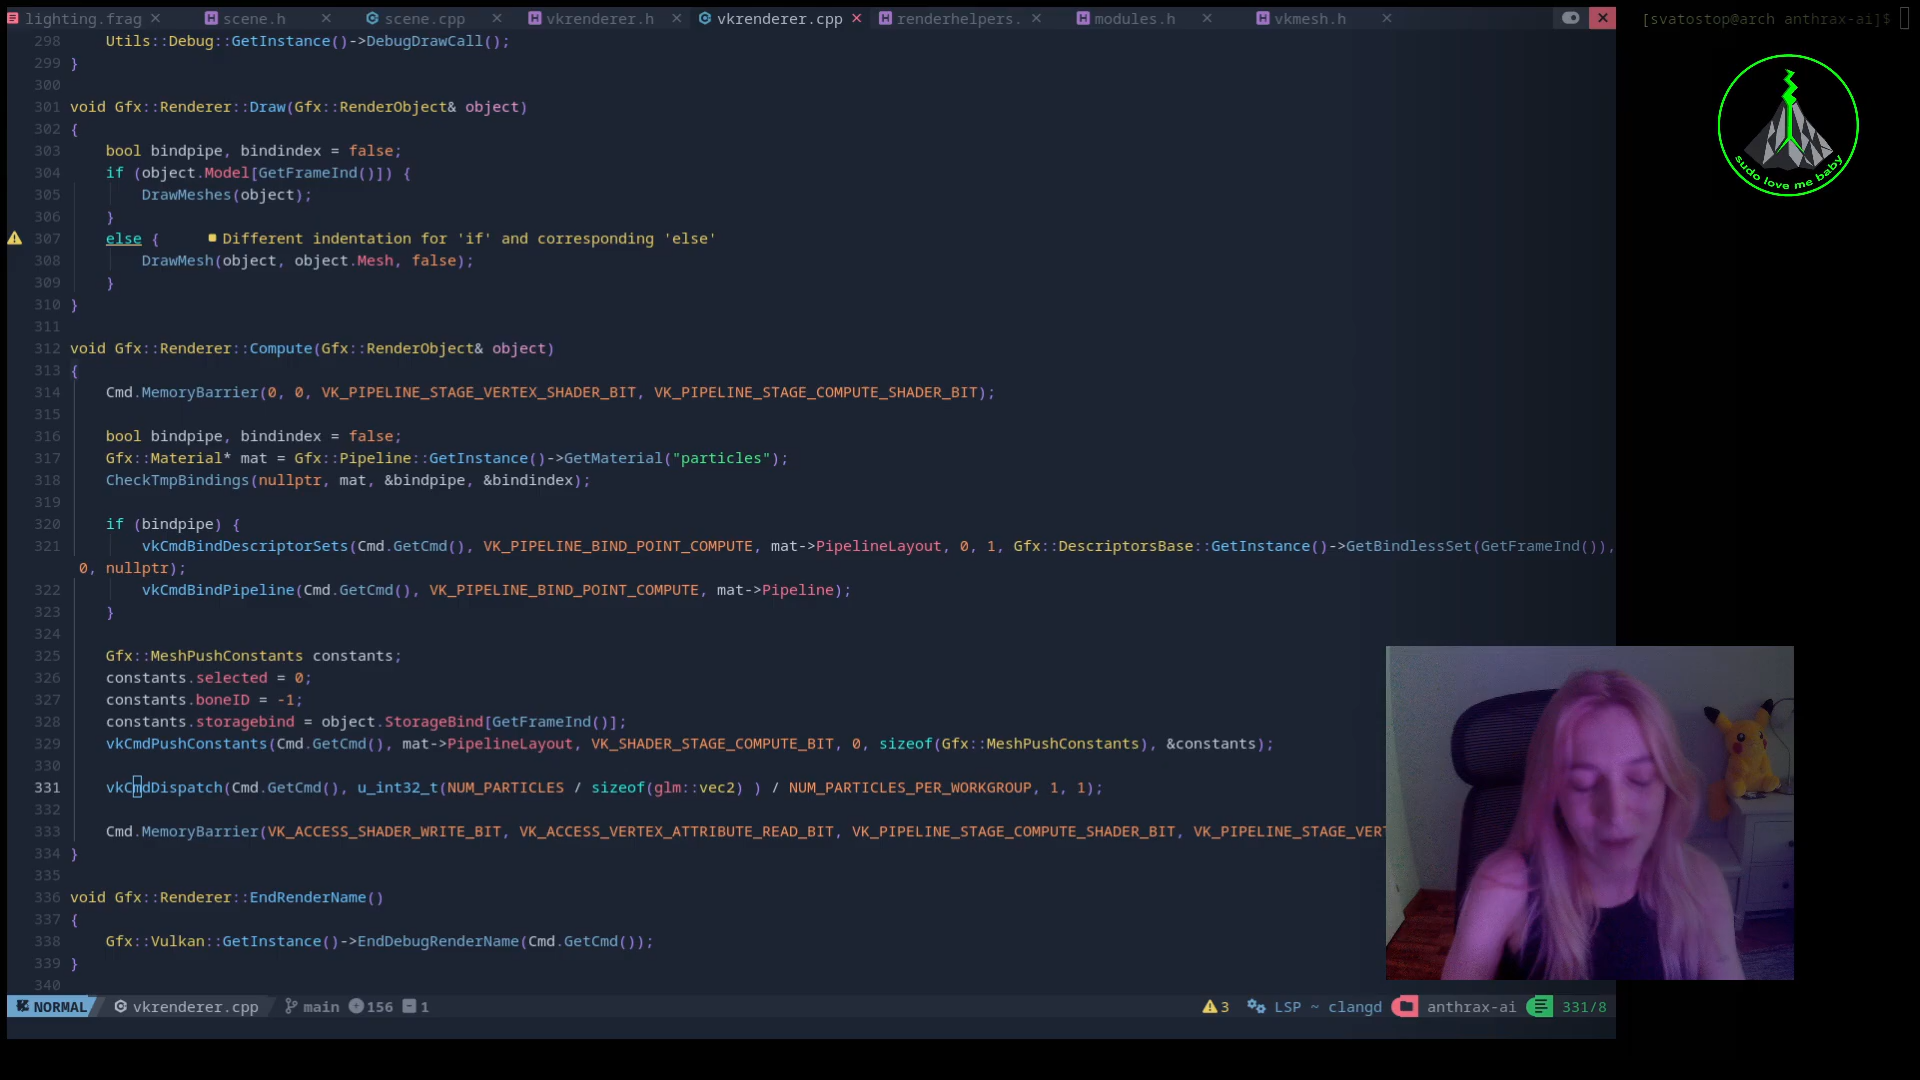 lighting.frag
scene.h
scene.cpp
vkrenderer.h
vkrenderer.cpp
renderhelpers.
modules.h
vkmesh.h
[svatostop@arch anthrax-ai]$
298 Utils::Debug::GetInstance()->DebugDrawCall();
299 }
300
301 void Gfx::Renderer::Draw(Gfx::RenderObject& object)
302 {
303 bool bindpipe, bindindex = false;
304 if (object.Model[GetFrameInd()]) {
305 DrawMeshes(object);
306 }
307 else { Different indentation for 'if' and corresponding 'else'
308 DrawMesh(object, object.Mesh, false);
309 }
310 }
311
312 void Gfx::Renderer::Compute(Gfx::RenderObject& object)
313 {
314 Cmd.MemoryBarrier(0, 0, VK_PIPELINE_STAGE_VERTEX_SHADER_BIT, VK_PIPELINE_STAGE_COMPUTE_SHADER_BIT);
315
316 bool bindpipe, bindindex = false;
317 Gfx::Material* mat = Gfx::Pipeline::GetInstance()->GetMaterial("particles");
318 CheckTmpBindings(nullptr, mat, &bindpipe, &bindindex);
319
320 if (bindpipe) {
321 vkCmdBindDescriptorSets(Cmd.GetCmd(), VK_PIPELINE_BIND_POINT_COMPUTE, mat->PipelineLayout, 0, 1, Gfx::DescriptorsBase::GetInstance()->GetBindlessSet(GetFrameInd()),
0, nullptr);
322 vkCmdBindPipeline(Cmd.GetCmd(), VK_PIPELINE_BIND_POINT_COMPUTE, mat->Pipeline);
323 }
324
325 Gfx::MeshPushConstants constants;
326 constants.selected = 0;
327 constants.boneID = -1;
328 constants.storagebind = object.StorageBind[GetFrameInd()];
329 vkCmdPushConstants(Cmd.GetCmd(), mat->PipelineLayout, VK_SHADER_STAGE_COMPUTE_BIT, 0, sizeof(Gfx::MeshPushConstants), &constants);
330
331 vkCmdDispatch(Cmd.GetCmd(), u_int32_t(NUM_PARTICLES / sizeof(glm::vec2) ) / NUM_PARTICLES_PER_WORKGROUP, 1, 1);
332
333 Cmd.MemoryBarrier(VK_ACCESS_SHADER_WRITE_BIT, VK_ACCESS_VERTEX_ATTRIBUTE_READ_BIT, VK_PIPELINE_STAGE_COMPUTE_SHADER_BIT, VK_PIPELINE_STAGE_VERT
334 }
335
336 void Gfx::Renderer::EndRenderName()
337 {
338 Gfx::Vulkan::GetInstance()->EndDebugRenderName(Cmd.GetCmd());
339 }
340
NORMAL vkrenderer.cpp main 156 1 3 LSP ~ clangd anthrax-ai 331/8
sudo love me baby